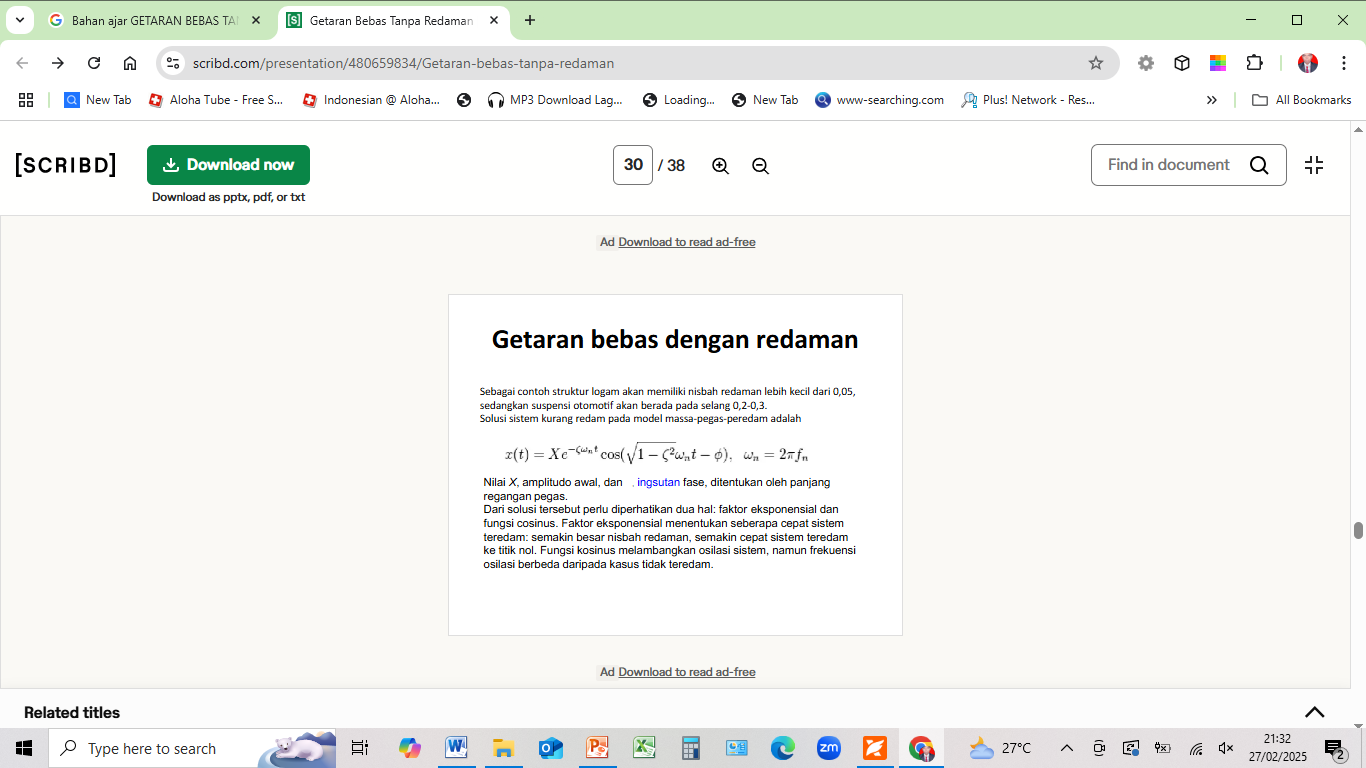 Bahan ajar GETARAN BEBAS TAN
Getaran Bebas Tanpa Redaman
scribd.com/presentation/480659834/Getaran-bebas-tanpa-redaman
New Tab
Aloha Tube - Free S...
Indonesian @ Aloha...
MP3 Download Lag...
Loading...
New Tab
www-searching.com
Plus! Network - Res...
All Bookmarks
[SCRIBD]
Download now
30 / 38
Find in document
Download as pptx, pdf, or txt
Ad Download to read ad-free
Getaran bebas dengan redaman
Sebagai contoh struktur logam akan memiliki nisbah redaman lebih kecil dari 0,05,
sedangkan suspensi otomotif akan berada pada selang 0,2-0,3.
Solusi sistem kurang redam pada model massa-pegas-peredam adalah
x(t) = Xe^{−ζω_n t} cos(√(1 − ζ²)ω_n t − ϕ), ω_n = 2πf_n
Nilai X, amplitudo awal, dan , ingsutan fase, ditentukan oleh panjang
regangan pegas.
Dari solusi tersebut perlu diperhatikan dua hal: faktor eksponensial dan
fungsi cosinus. Faktor eksponensial menentukan seberapa cepat sistem
teredam: semakin besar nisbah redaman, semakin cepat sistem teredam
ke titik nol. Fungsi kosinus melambangkan osilasi sistem, namun frekuensi
osilasi berbeda daripada kasus tidak teredam.
Ad Download to read ad-free
Related titles
Type here to search
27°C
21:32
27/02/2025
2